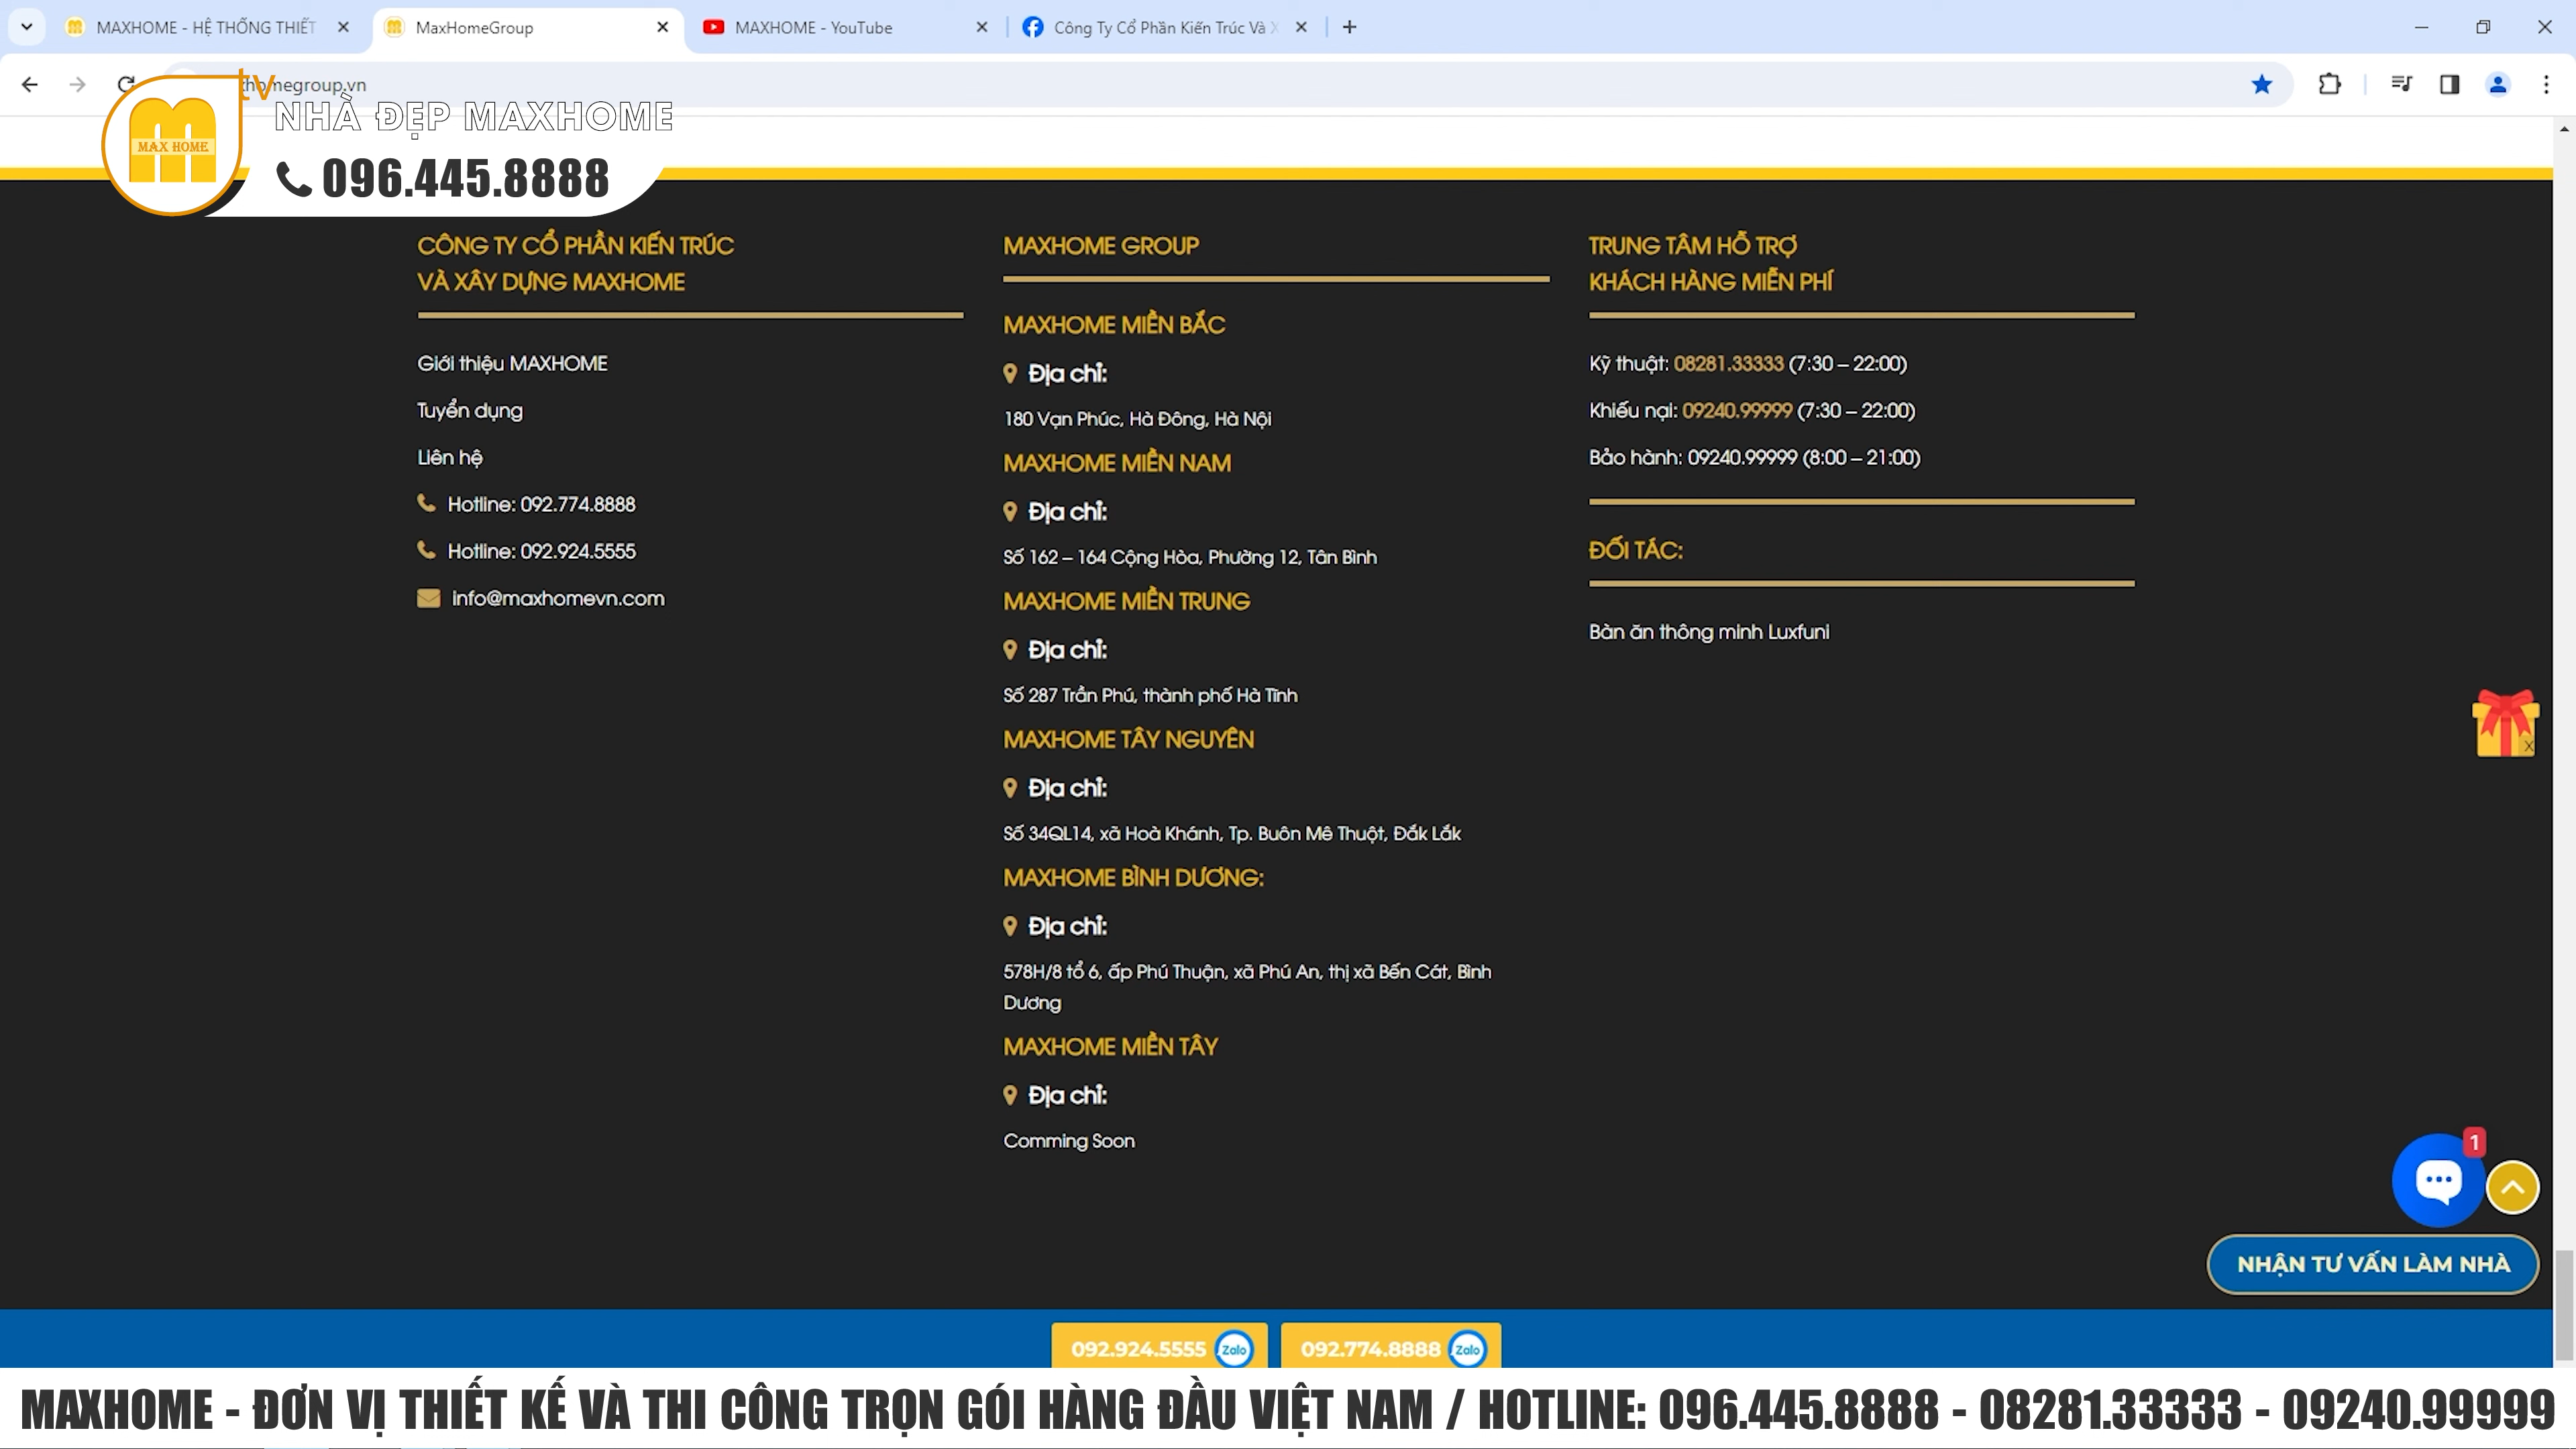 MAXHOME - HỆ THỐNG THIẾT
MaxHomeGroup
MAXHOME - YouTube
Công Ty Cổ Phần Kiến Trúc Và X
homegroup.vn
tv
NHÀ ĐẸP MAXHOME
MAX HOME
096.445.8888
CÔNG TY CỔ PHẦN KIẾN TRÚC
VÀ XÂY DỰNG MAXHOME
Giới thiệu MAXHOME
Tuyển dụng
Liên hệ
Hotline: 092.774.8888
Hotline: 092.924.5555
info@maxhomevn.com
MAXHOME GROUP
MAXHOME MIỀN BẮC
Địa chỉ:
180 Vạn Phúc, Hà Đông, Hà Nội
MAXHOME MIỀN NAM
Địa chỉ:
Số 162 – 164 Cộng Hòa, Phường 12, Tân Bình
MAXHOME MIỀN TRUNG
Địa chỉ:
Số 287 Trần Phú, thành phố Hà Tĩnh
MAXHOME TÂY NGUYÊN
Địa chỉ:
Số 34QL14, xã Hoà Khánh, Tp. Buôn Mê Thuột, Đắk Lắk
MAXHOME BÌNH DƯƠNG:
Địa chỉ:
578H/8 tổ 6, ấp Phú Thuận, xã Phú An, thị xã Bến Cát, Bình
Dương
MAXHOME MIỀN TÂY
Địa chỉ:
Comming Soon
TRUNG TÂM HỖ TRỢ
KHÁCH HÀNG MIỄN PHÍ
Kỹ thuật: 08281.33333 (7:30 – 22:00)
Khiếu nại: 09240.99999 (7:30 – 22:00)
Bảo hành: 09240.99999 (8:00 – 21:00)
ĐỐI TÁC:
Bàn ăn thông minh Luxfuni
X
1
NHẬN TƯ VẤN LÀM NHÀ
092.924.5555 Zalo
092.774.8888 Zalo
MAXHOME - ĐƠN VỊ THIẾT KẾ VÀ THI CÔNG TRỌN GÓI HÀNG ĐẦU VIỆT NAM / HOTLINE: 096.445.8888 - 08281.33333 - 09240.99999